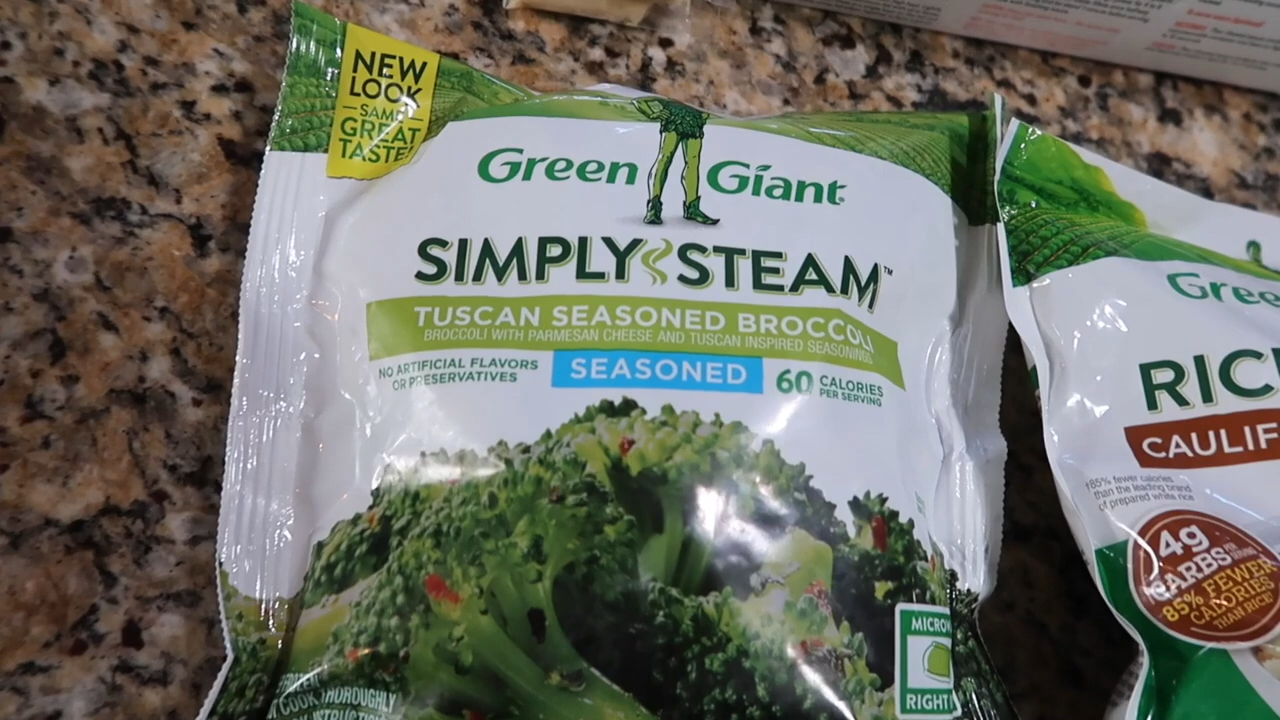 NEW
LOOK
SAME
GREAT
TASTE!
Green Giant
SIMPLY STEAM™
TUSCAN SEASONED BROCCOLI
BROCCOLI WITH PARMESAN CHEESE AND TUSCAN INSPIRED SEASONINGS
NO ARTIFICIAL FLAVORS
OR PRESERVATIVES
SEASONED
60 CALORIES
PER SERVING
COOK THOROUGHLY
MICROW
RIGHT
Gree
RIC
CAULIF
†85% fewer calories
than the leading brand
of prepared white rice
4g
CARBS PER SERVING
85% FEWER
CALORIES
THAN RICE†